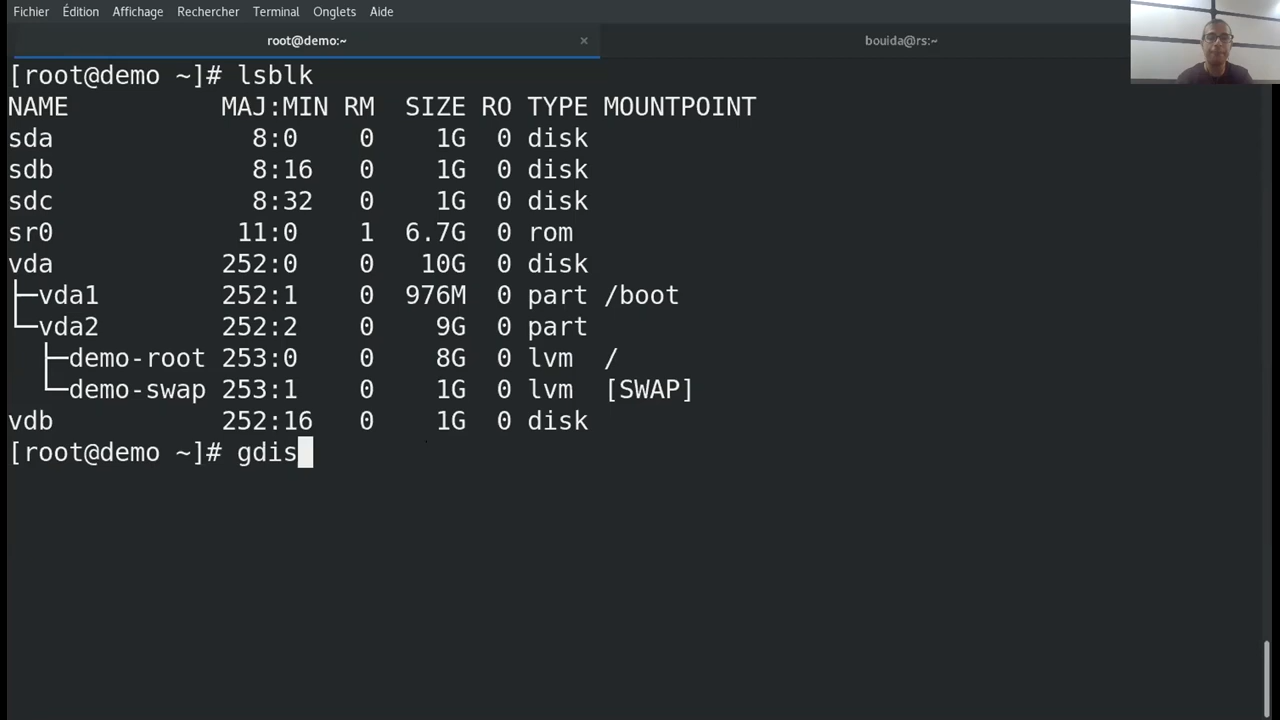 Fichier Édition Affichage Rechercher Terminal Onglets Aide
root@demo:~ × bouida@rs:~
[root@demo ~]# lsblk
NAME MAJ:MIN RM SIZE RO TYPE MOUNTPOINT
sda 8:0 0 1G 0 disk
sdb 8:16 0 1G 0 disk
sdc 8:32 0 1G 0 disk
sr0 11:0 1 6.7G 0 rom
vda 252:0 0 10G 0 disk
├─vda1 252:1 0 976M 0 part /boot
└─vda2 252:2 0 9G 0 part
  ├─demo-root 253:0 0 8G 0 lvm /
  └─demo-swap 253:1 0 1G 0 lvm [SWAP]
vdb 252:16 0 1G 0 disk
[root@demo ~]# gdis